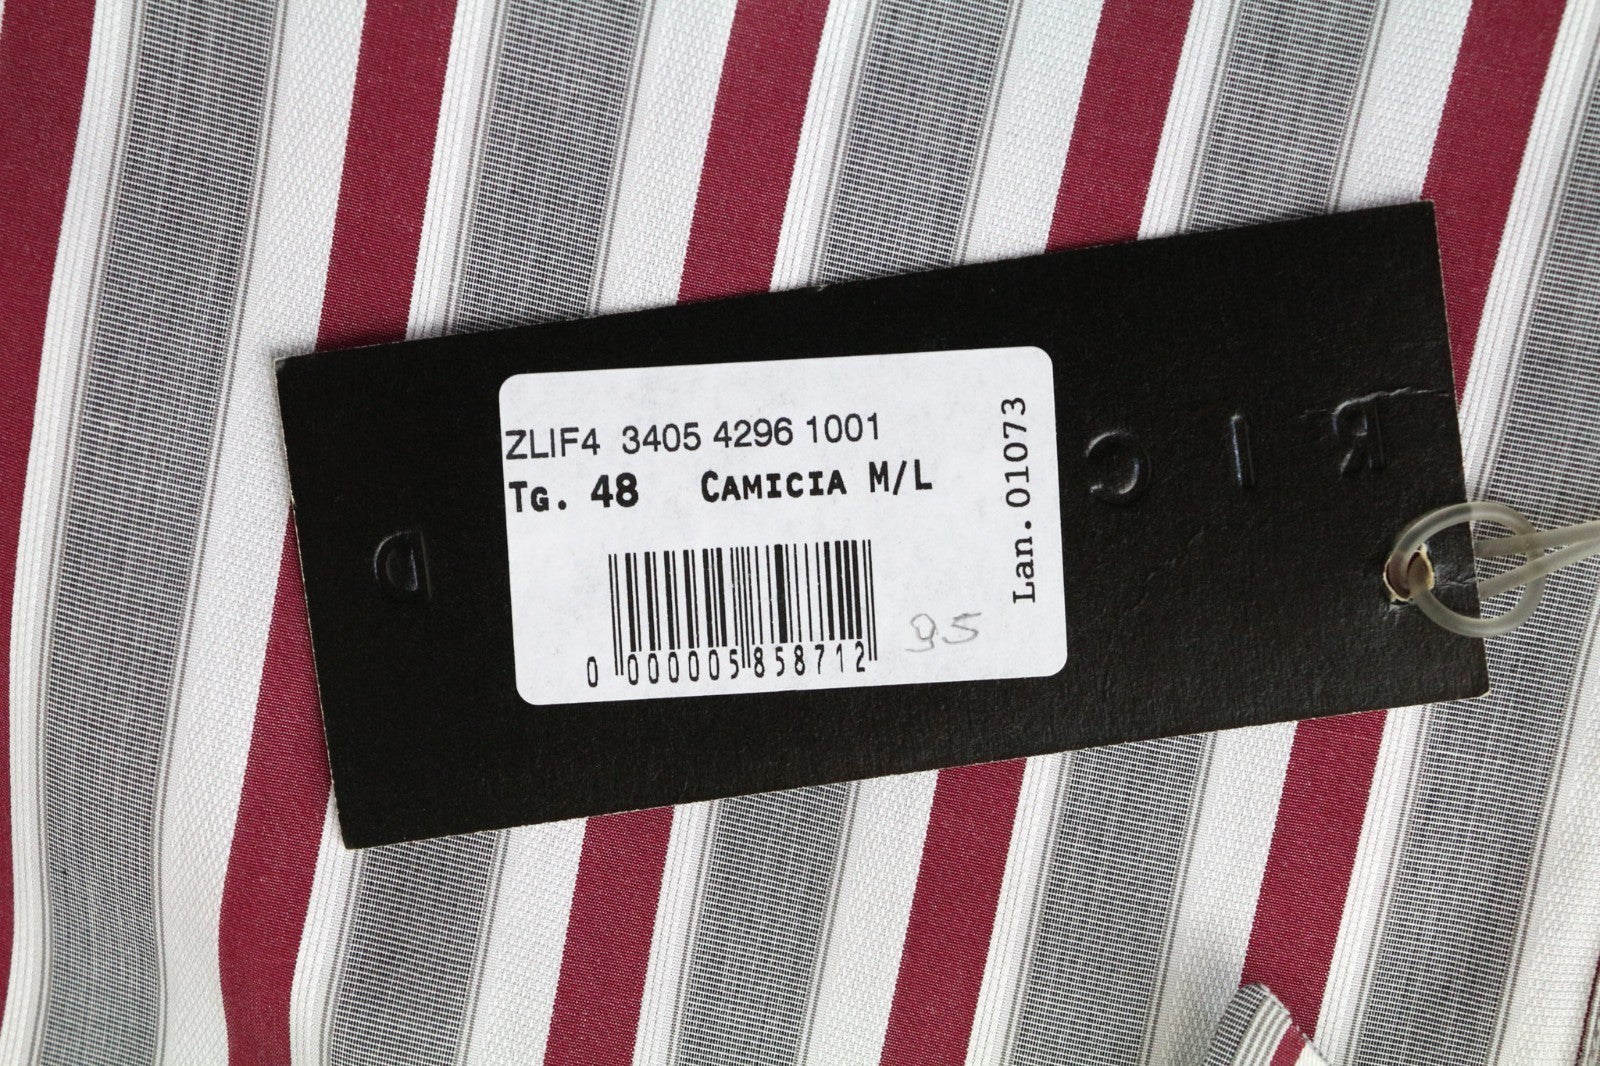 ZLIF4 3405 4296 1001
TG. 48 CAMICIA M/L
Lan. 01073
0 000005 858712
95